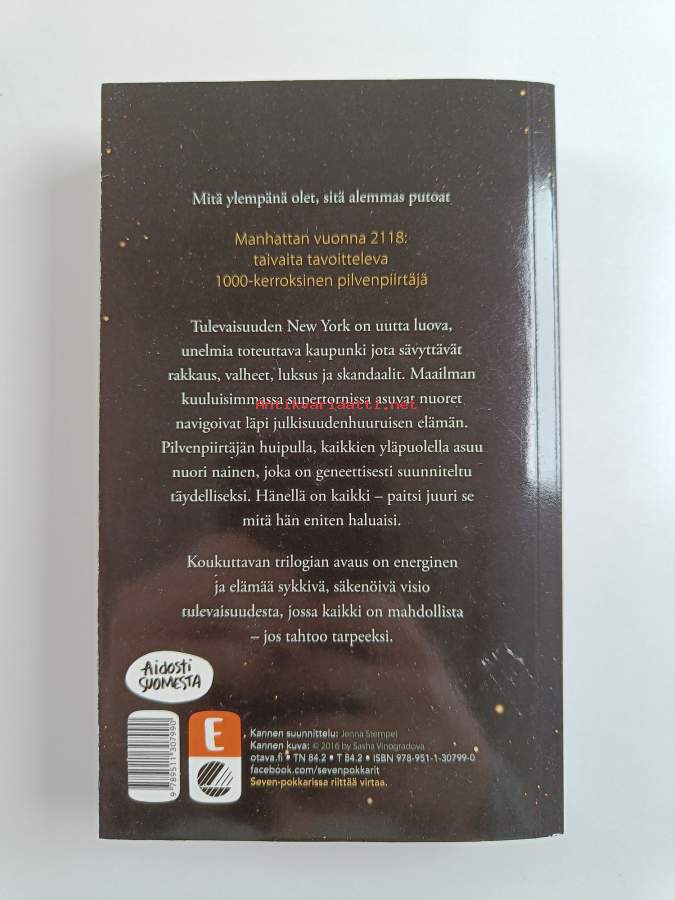 Mitä ylempänä olet, sitä alemmas putoat
Manhattan vuonna 2118:
taivaita tavoitteleva
1000-kerroksinen pilvenpiirtäjä
Tulevaisuuden New York on uutta luova,
unelmia toteuttava kaupunki jota sävyttävät
rakkaus, valheet, luksus ja skandaalit. Maailman
kuuluisimmassa supertornissa asuvat nuoret
Antikvariaatti.net
navigoivat läpi julkisuudenhuuruisen elämän.
Pilvenpiirtäjän huipulla, kaikkien yläpuolella asuu
nuori nainen, joka on geneettisesti suunniteltu
täydelliseksi. Hänellä on kaikki – paitsi juuri se
mitä hän eniten haluaisi.
Koukuttavan trilogian avaus on energinen
ja elämää sykkivä, säkenöivä visio
tulevaisuudesta, jossa kaikki on mahdollista
– jos tahtoo tarpeeksi.
Aidosti
SUOMESTA
9 789511 307990
E
Kannen suunnittelu: Jenna Stempel
Kannen kuva: © 2016 by Sasha Vinogradova
otava.fi • TN 84.2 • T 84.2 • ISBN 978-951-1-30799-0
facebook.com/sevenpokkarit
Seven-pokkarissa riittää virtaa.